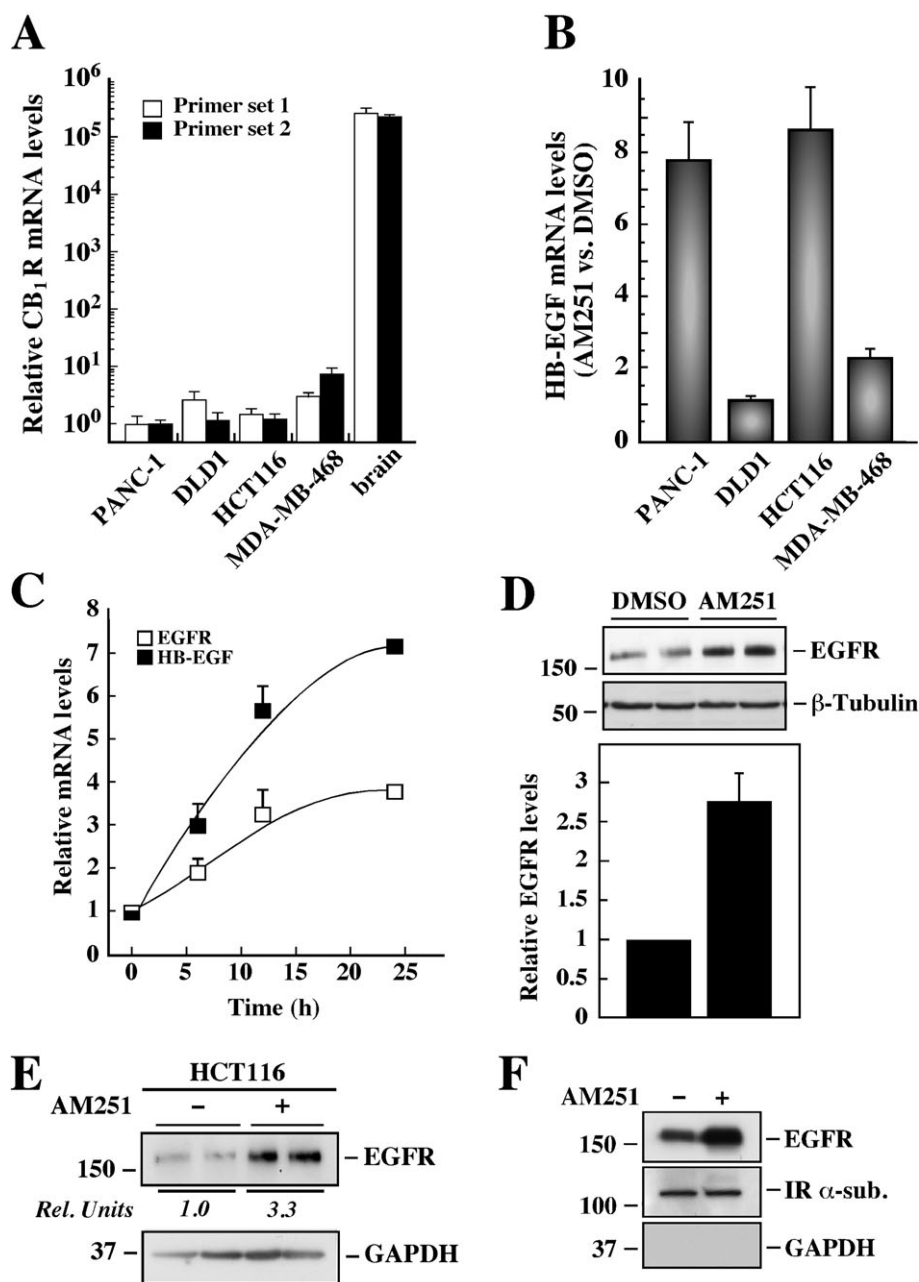 A
Relative CB1R mRNA levels
10^6
10^5
10^4
10^3
10^2
10^1
10^0
Primer set 1
Primer set 2
PANC-1
DLD1
HCT116
MDA-MB-468
brain
B
HB-EGF mRNA levels
(AM251 vs. DMSO)
10
8
6
4
2
0
PANC-1
DLD1
HCT116
MDA-MB-468
C
Relative mRNA levels
8
7
6
5
4
3
2
1
0
EGFR
HB-EGF
0 5 10 15 20 25
Time (h)
D
DMSO AM251
150 – – EGFR
50 – – β-Tubulin
Relative EGFR levels
3
2.5
2
1.5
1
0.5
0
E
HCT116
AM251 – +
150 – – EGFR
Rel. Units 1.0 3.3
37 – – GAPDH
F
AM251 – +
150 – – EGFR
100 – – IR α-sub.
37 – – GAPDH